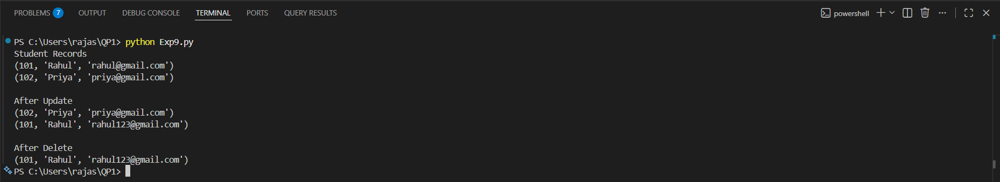 PROBLEMS 7 OUTPUT DEBUG CONSOLE TERMINAL PORTS QUERY RESULTS powershell
PS C:\Users\rajas\QP1> python Exp9.py
Student Records
(101, 'Rahul', 'rahul@gmail.com')
(102, 'Priya', 'priya@gmail.com')
After Update
(102, 'Priya', 'priya@gmail.com')
(101, 'Rahul', 'rahul123@gmail.com')
After Delete
(101, 'Rahul', 'rahul123@gmail.com')
PS C:\Users\rajas\QP1>